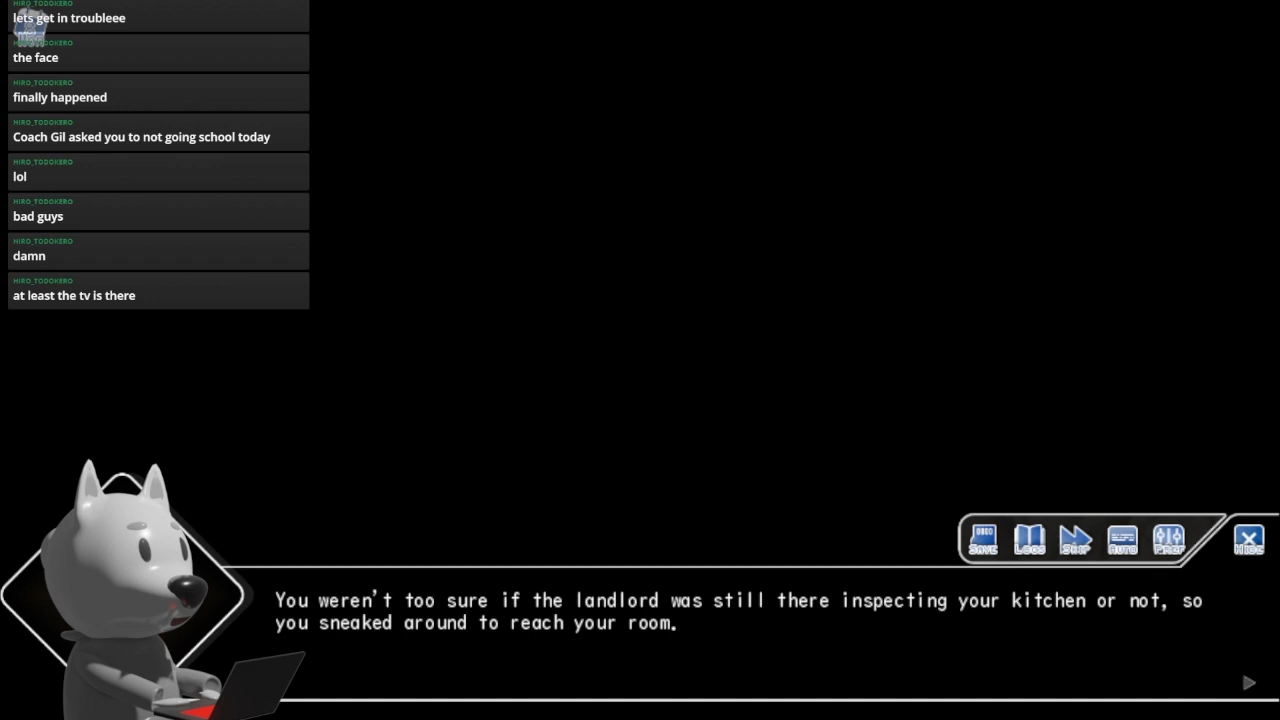 HIRO_TODOKERO
lets get in troubleee
HIRO_TODOKERO
the face
HIRO_TODOKERO
finally happened
HIRO_TODOKERO
Coach Gil asked you to not going school today
HIRO_TODOKERO
lol
HIRO_TODOKERO
bad guys
HIRO_TODOKERO
damn
HIRO_TODOKERO
at least the tv is there
SAVE LOGS SKIP AUTO PREF HIDE
You weren't too sure if the landlord was still there inspecting your kitchen or not, so
you sneaked around to reach your room.